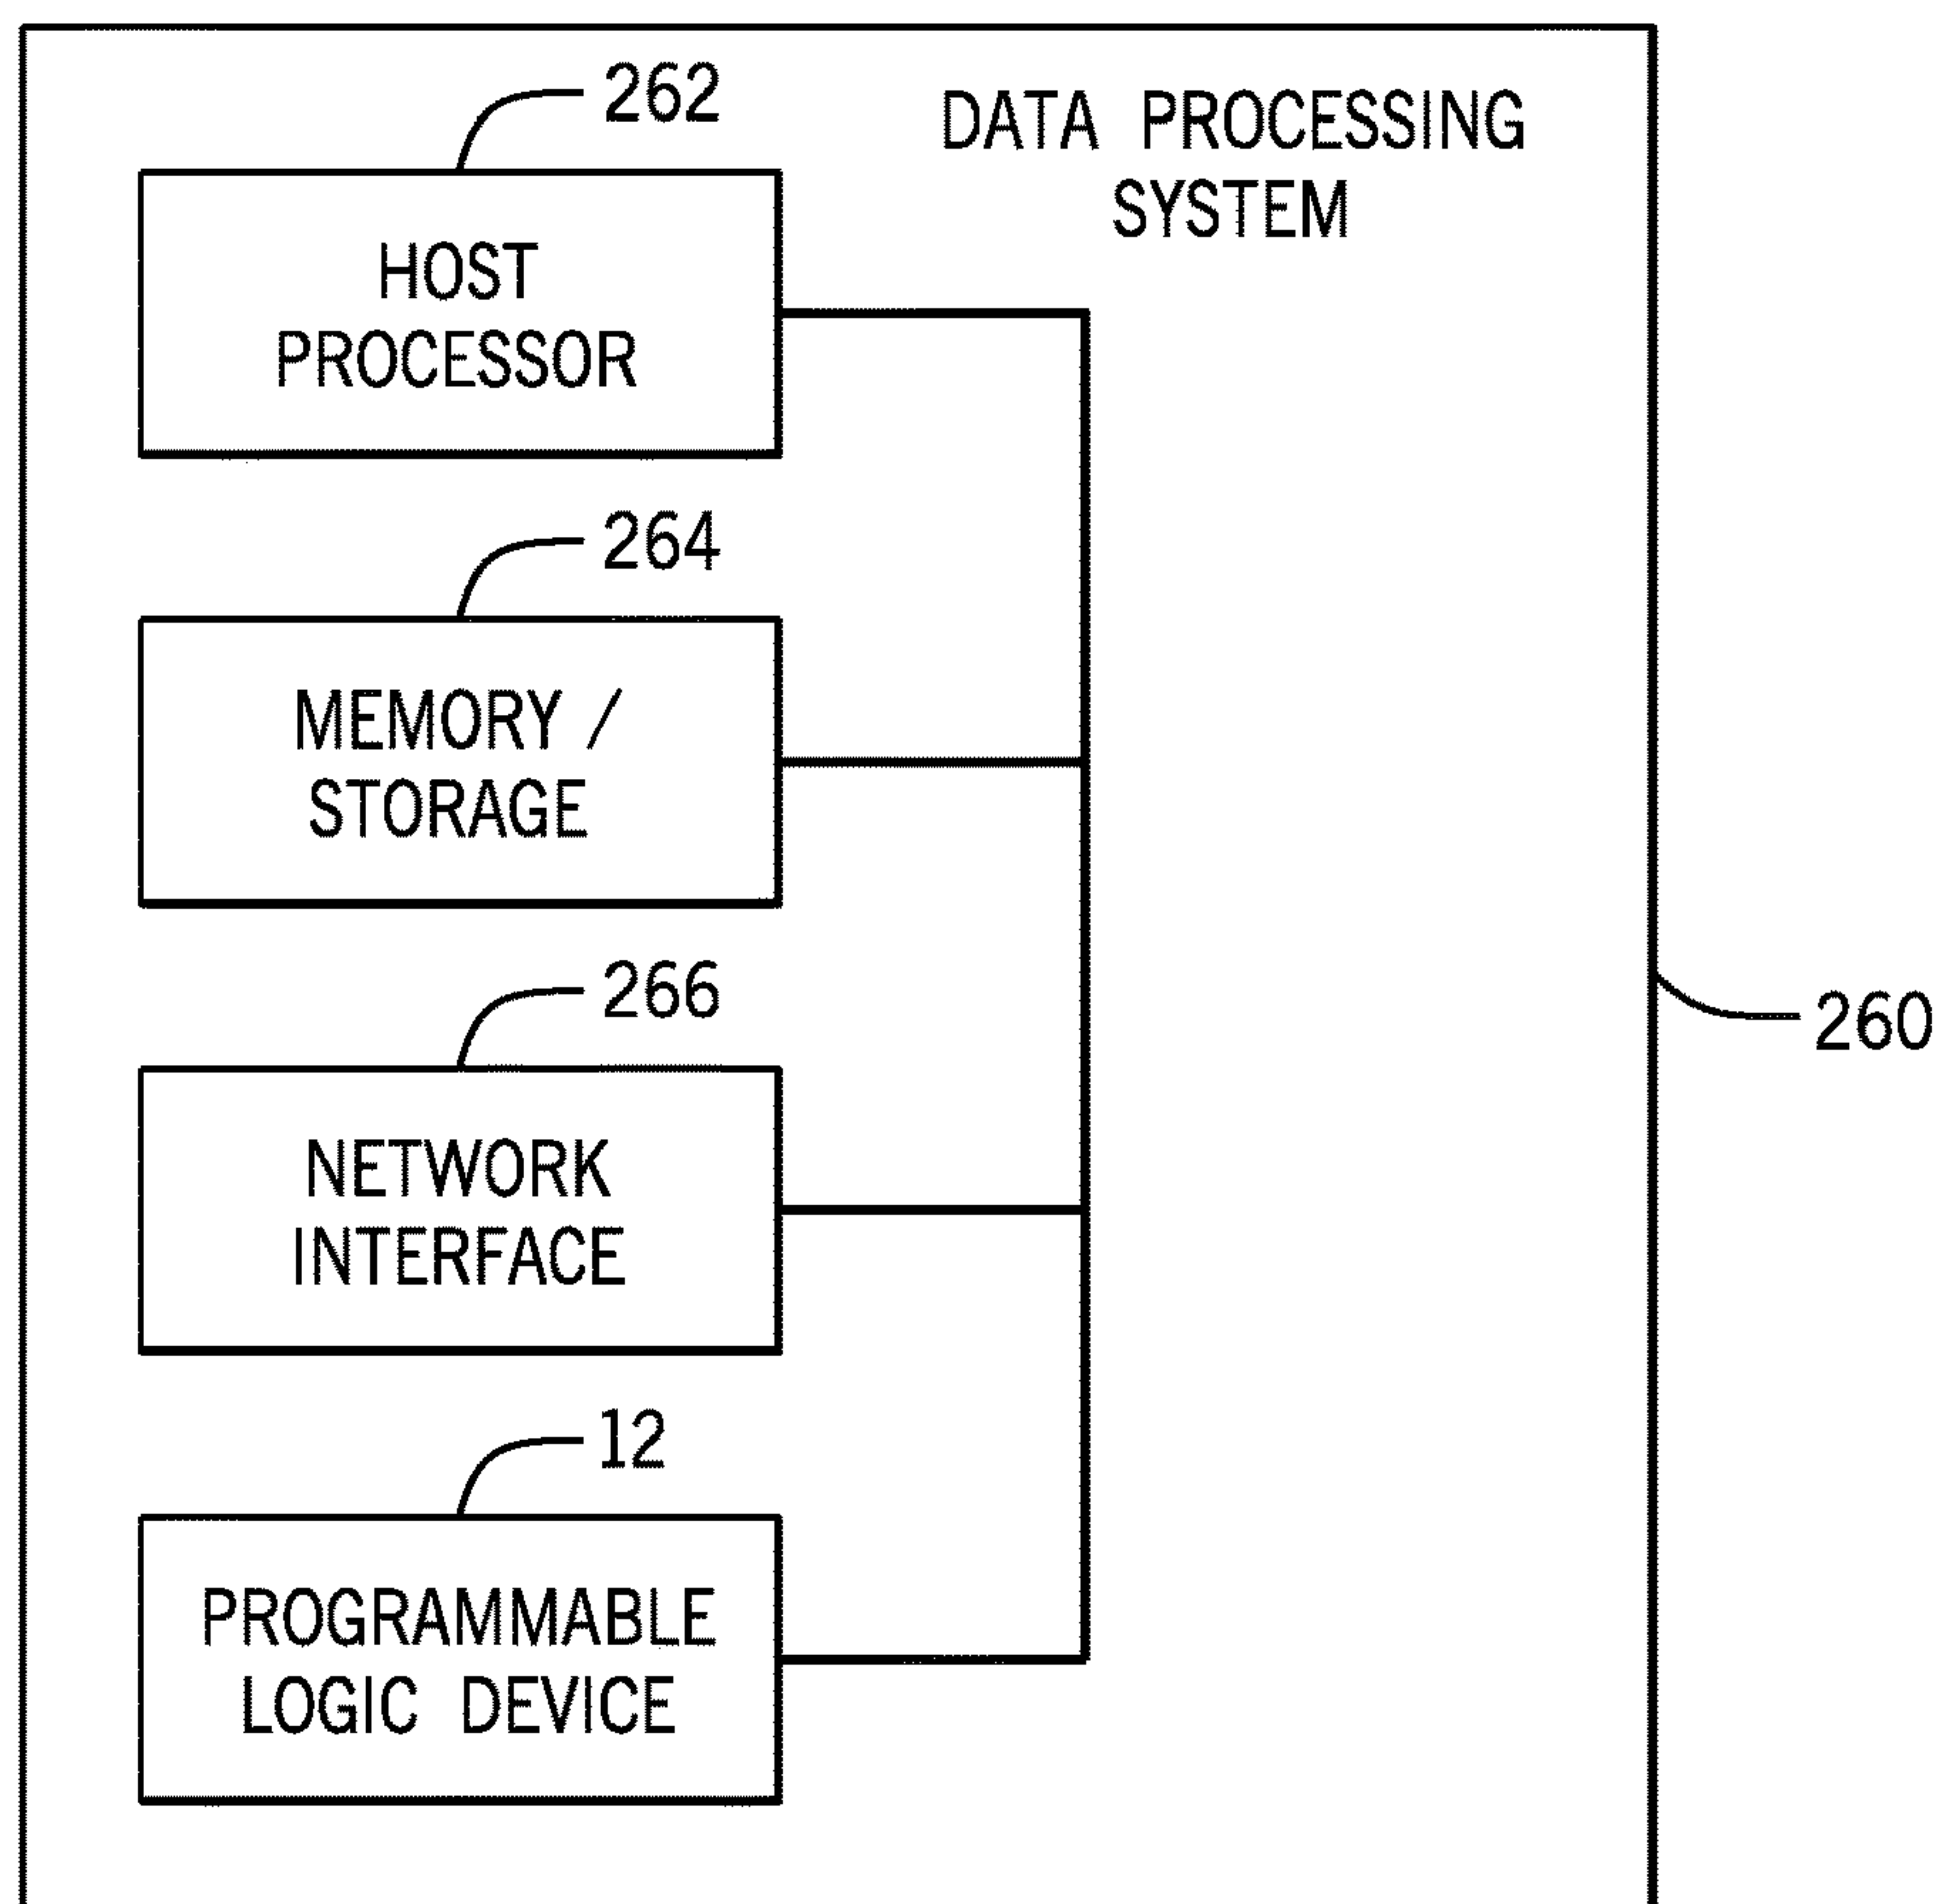 262
DATA PROCESSING
SYSTEM
HOST
PROCESSOR
264
MEMORY /
STORAGE
266
260
NETWORK
INTERFACE
12
PROGRAMMABLE
LOGIC DEVICE